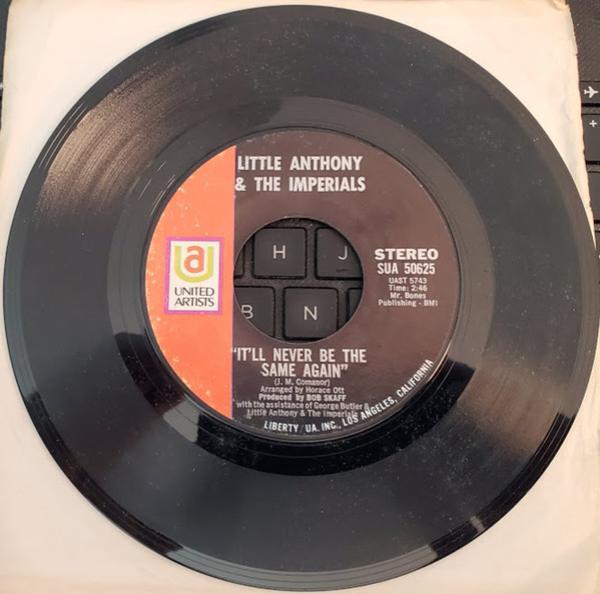 LITTLE ANTHONY
& THE IMPERIALS
ua
UNITED
ARTISTS
STEREO
SUA 50625
UAST 5743
Time: 2:46
Mr. Bones
Publishing - BMI
H J
B N
"IT'LL NEVER BE THE
SAME AGAIN"
(J. M. Comanor)
Arranged by Horace Ott
Produced by BOB SKAFF
with the assistance of George Butler &
Little Anthony & The Imperials
LIBERTY/UA, INC., LOS ANGELES, CALIFORNIA
+